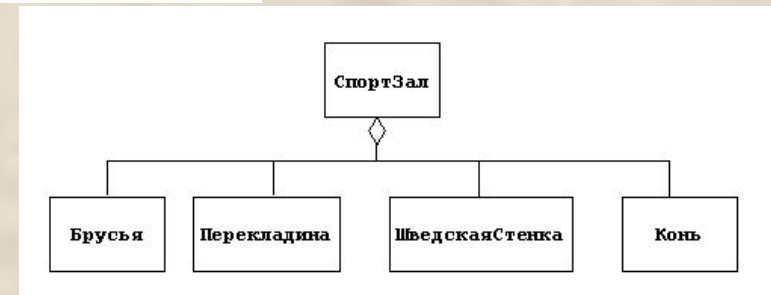 СпортЗал
Брусья
Перекладина
ШведскаяСтенка
Конь